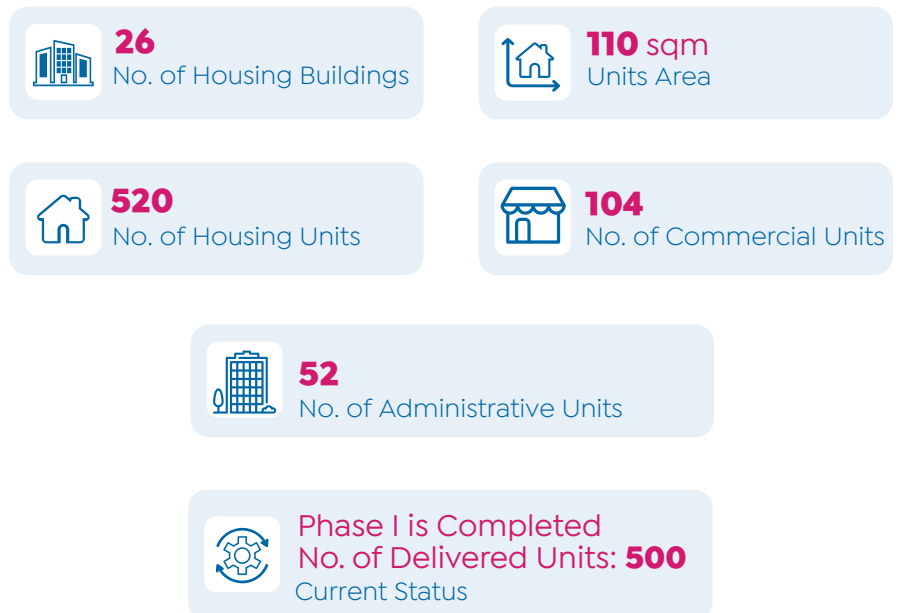 26
No. of Housing Buildings
110 sqm
Units Area
520
No. of Housing Units
104
No. of Commercial Units
52
No. of Administrative Units
Phase I is Completed
No. of Delivered Units: 500
Current Status